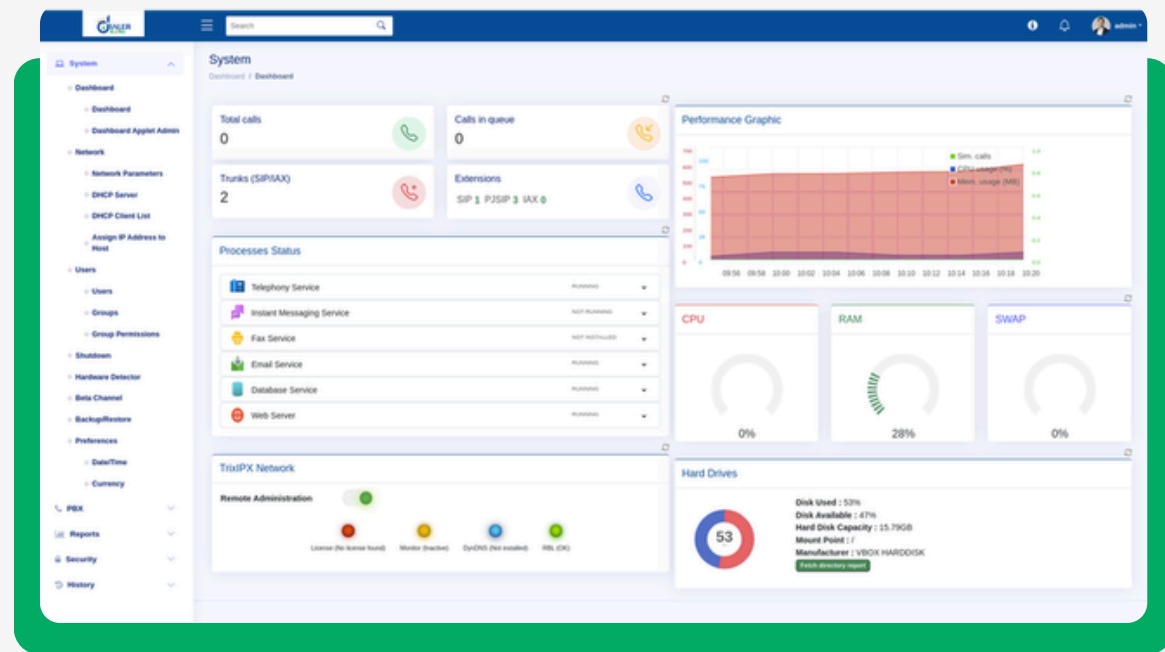 DIALER
Search
admin
System
Dashboard
Dashboard
Dashboard Applet Admin
Network
Network Parameters
DHCP Server
DHCP Client List
Assign IP Address to
Host
Users
Users
Groups
Group Permissions
Shutdown
Hardware Detector
Beta Channel
Backup/Restore
Preferences
Date/Time
Currency
PBX
Reports
Security
History
System
Dashboard / Dashboard
Total calls
0
Calls in queue
0
Trunks (SIP/IAX)
2
Extensions
SIP 1 PJSIP 3 IAX 0
Processes Status
Telephony Service RUNNING
Instant Messaging Service NOT RUNNING
Fax Service NOT INSTALLED
Email Service RUNNING
Database Service RUNNING
Web Server RUNNING
TrixIPX Network
Remote Administration
License (No license found) Monitor (Inactive) DynDNS (Not installed) RBL (OK)
Performance Graphic
Sim. calls
CPU usage (%)
Mem. usage (MB)
09:56 09:58 10:00 10:02 10:04 10:06 10:08 10:10 10:12 10:14 10:16 10:18 10:20
CPU
0%
RAM
28%
SWAP
0%
Hard Drives
53
Disk Used : 53%
Disk Available : 47%
Hard Disk Capacity : 15.79GB
Mount Point : /
Manufacturer : VBOX HARDDISK
Fetch directory report